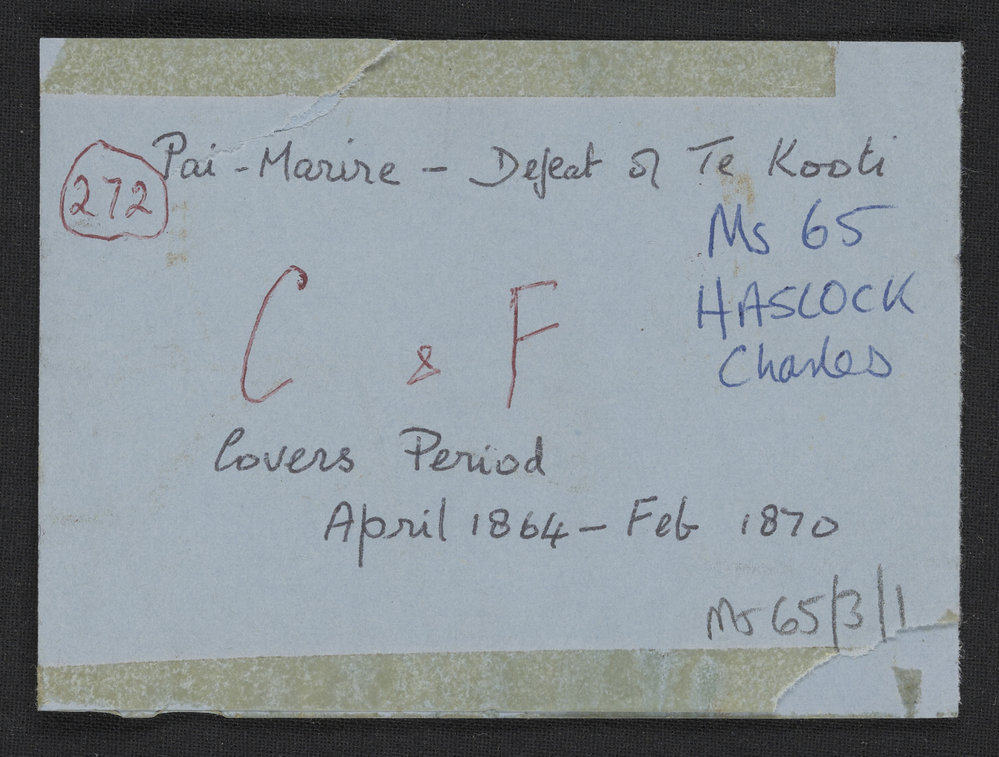 Pai-Marire - Defeat of Te Kooti
272
Ms 65
HASLOCK
Charles
C & F
Covers Period
April 1864 - Feb 1870
Ms 65/3/1